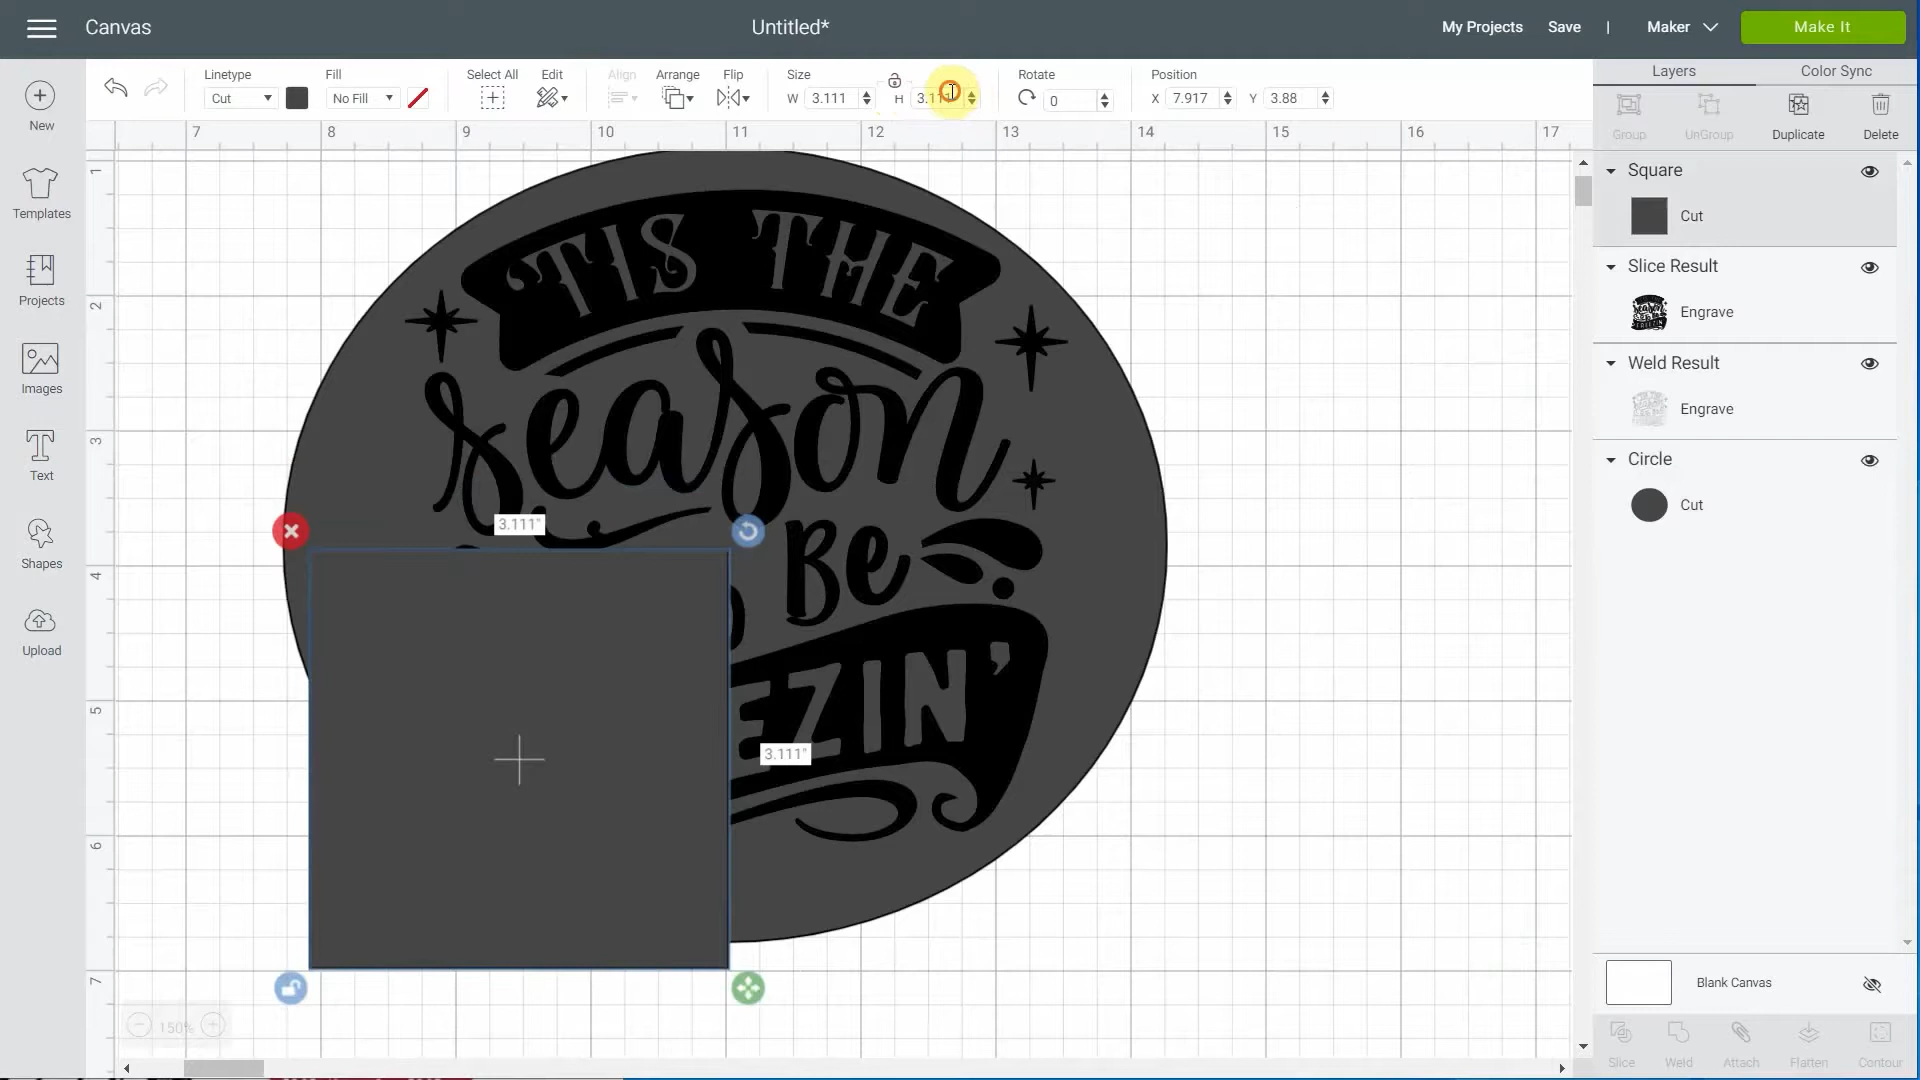 Canvas
Untitled*
My Projects
Save
|
Maker
Make It
Linetype
Cut
Fill
No Fill
Select All
Edit
Align
Arrange
Flip
Size
W 3.111
H 3.11
Rotate
0
Position
X 7.917
Y 3.88
Layers
Color Sync
Group
UnGroup
Duplicate
Delete
New
Templates
Projects
Images
Text
Shapes
Upload
7 8 9 10 11 12 13 14 15 16 17
1
2
3
4
5
6
7
'TIS THE
season
Be
EZIN'
3.111"
3.111"
150%
Square
Cut
Slice Result
Engrave
Weld Result
Engrave
Circle
Cut
Blank Canvas
Slice
Weld
Attach
Flatten
Contour